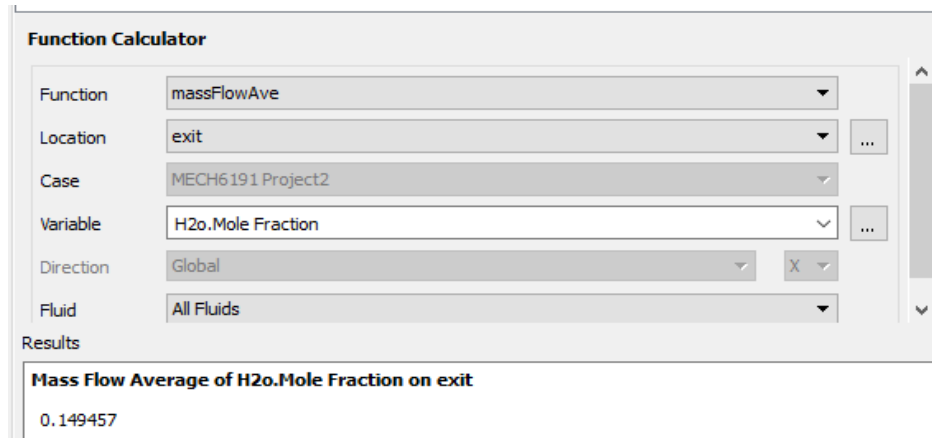 Function Calculator
Function massFlowAve
Location exit ...
Case MECH6191 Project2
Variable H2o.Mole Fraction ...
Direction Global X
Fluid All Fluids
Results
Mass Flow Average of H2o.Mole Fraction on exit
0.149457